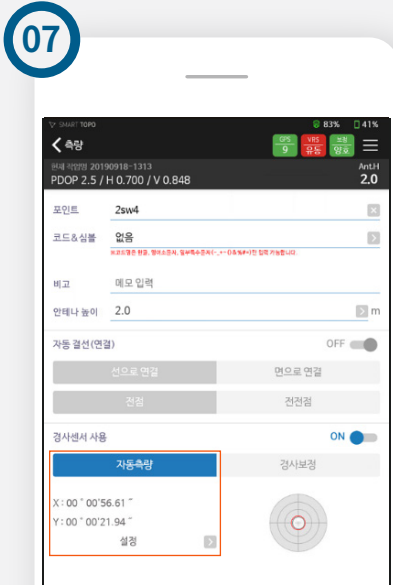 07
SMART TOPO 83% 41%
측량 GPS 9 VRS 유동 보정 양호
현재 작업명 20190918-1313 Ant.H
PDOP 2.5 / H 0.700 / V 0.848 2.0
포인트 2sw4
코드&심볼 없음
비고 메모 입력
안테나 높이 2.0 m
자동 결선(연결) OFF
선으로 연결 면으로 연결
전점 전전점
경사센서 사용 ON
자동측량 경사보정
X : 00 ˚ 00'56.61 ˝
Y : 00 ˚ 00'21.94 ˝
설정